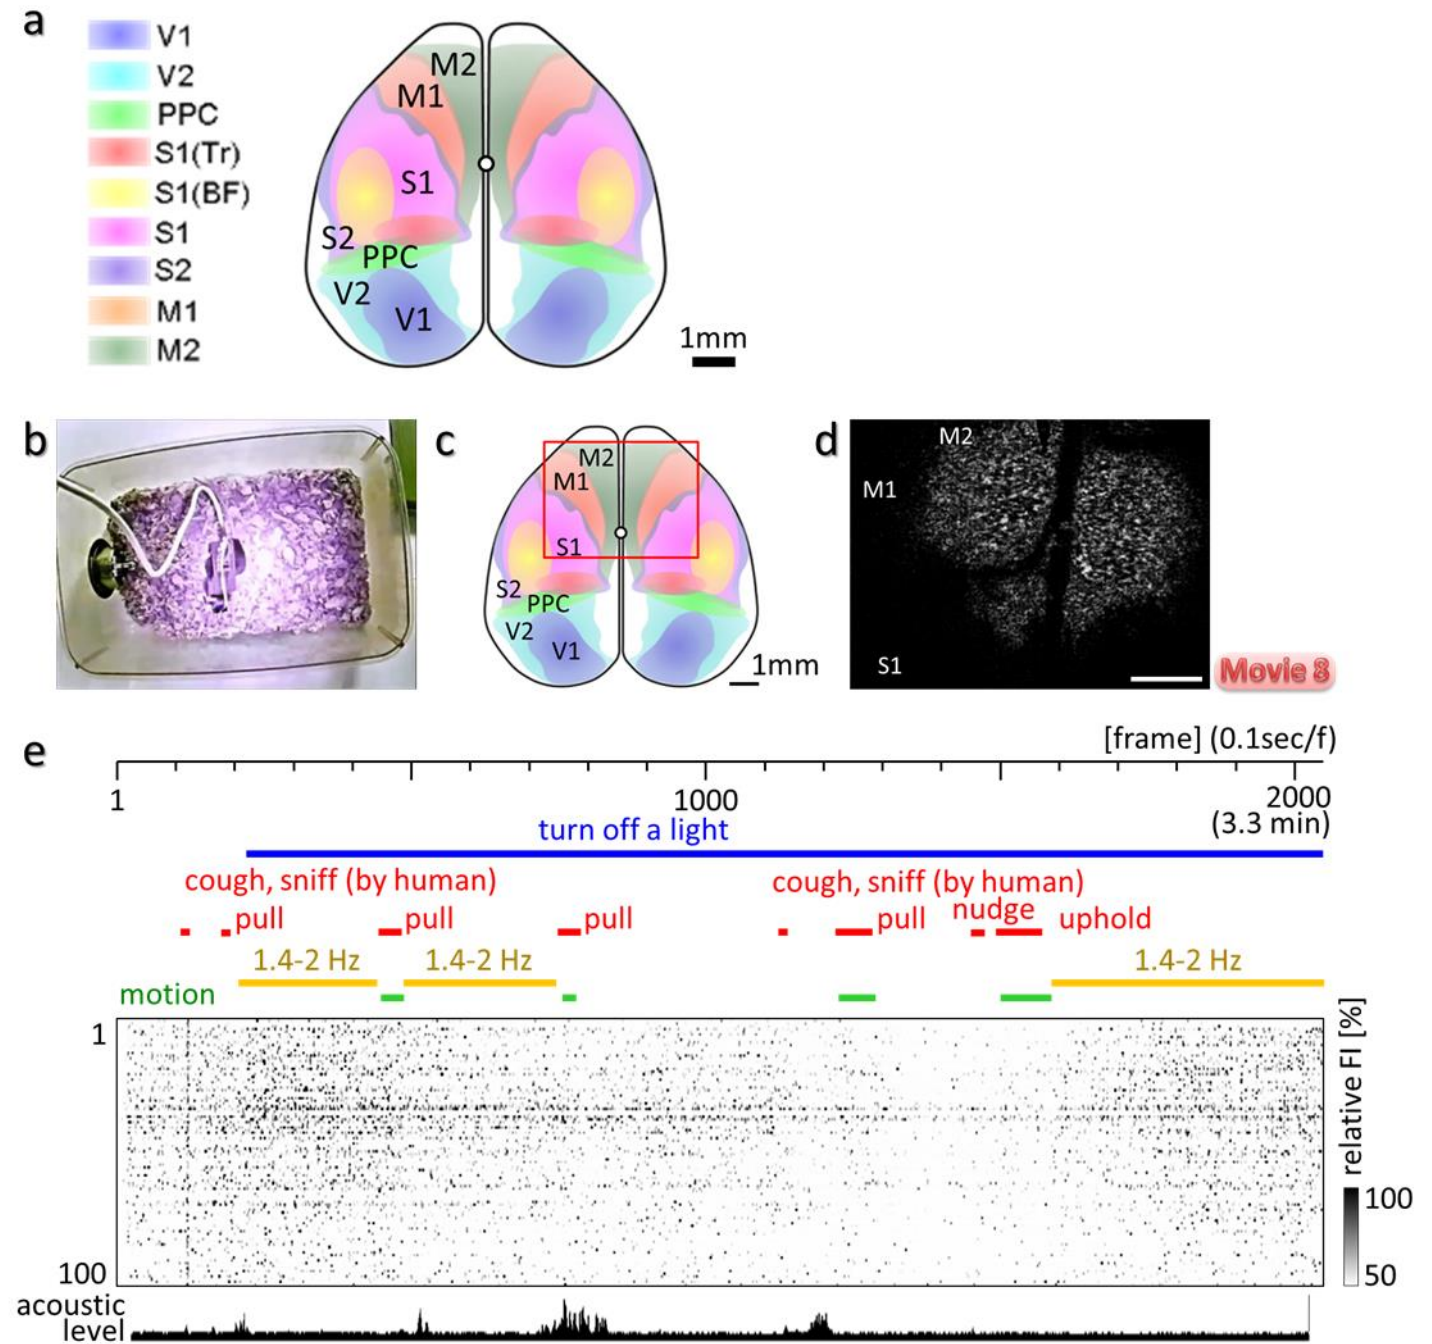 a
V1
V2
PPC
S1(Tr)
S1(BF)
S1
S2
M1
M2
M2
M1
S1
S2
PPC
V2
V1
1mm
b
c
M2
M1
S1
S2
PPC
V2
V1
1mm
d
M2
M1
S1
Movie 8
e
[frame] (0.1sec/f)
1 1000 2000
(3.3 min)
turn off a light
cough, sniff (by human) cough, sniff (by human)
pull pull pull pull nudge uphold
1.4-2 Hz 1.4-2 Hz 1.4-2 Hz
motion
1
100
relative FI [%]
100
50
acoustic
level